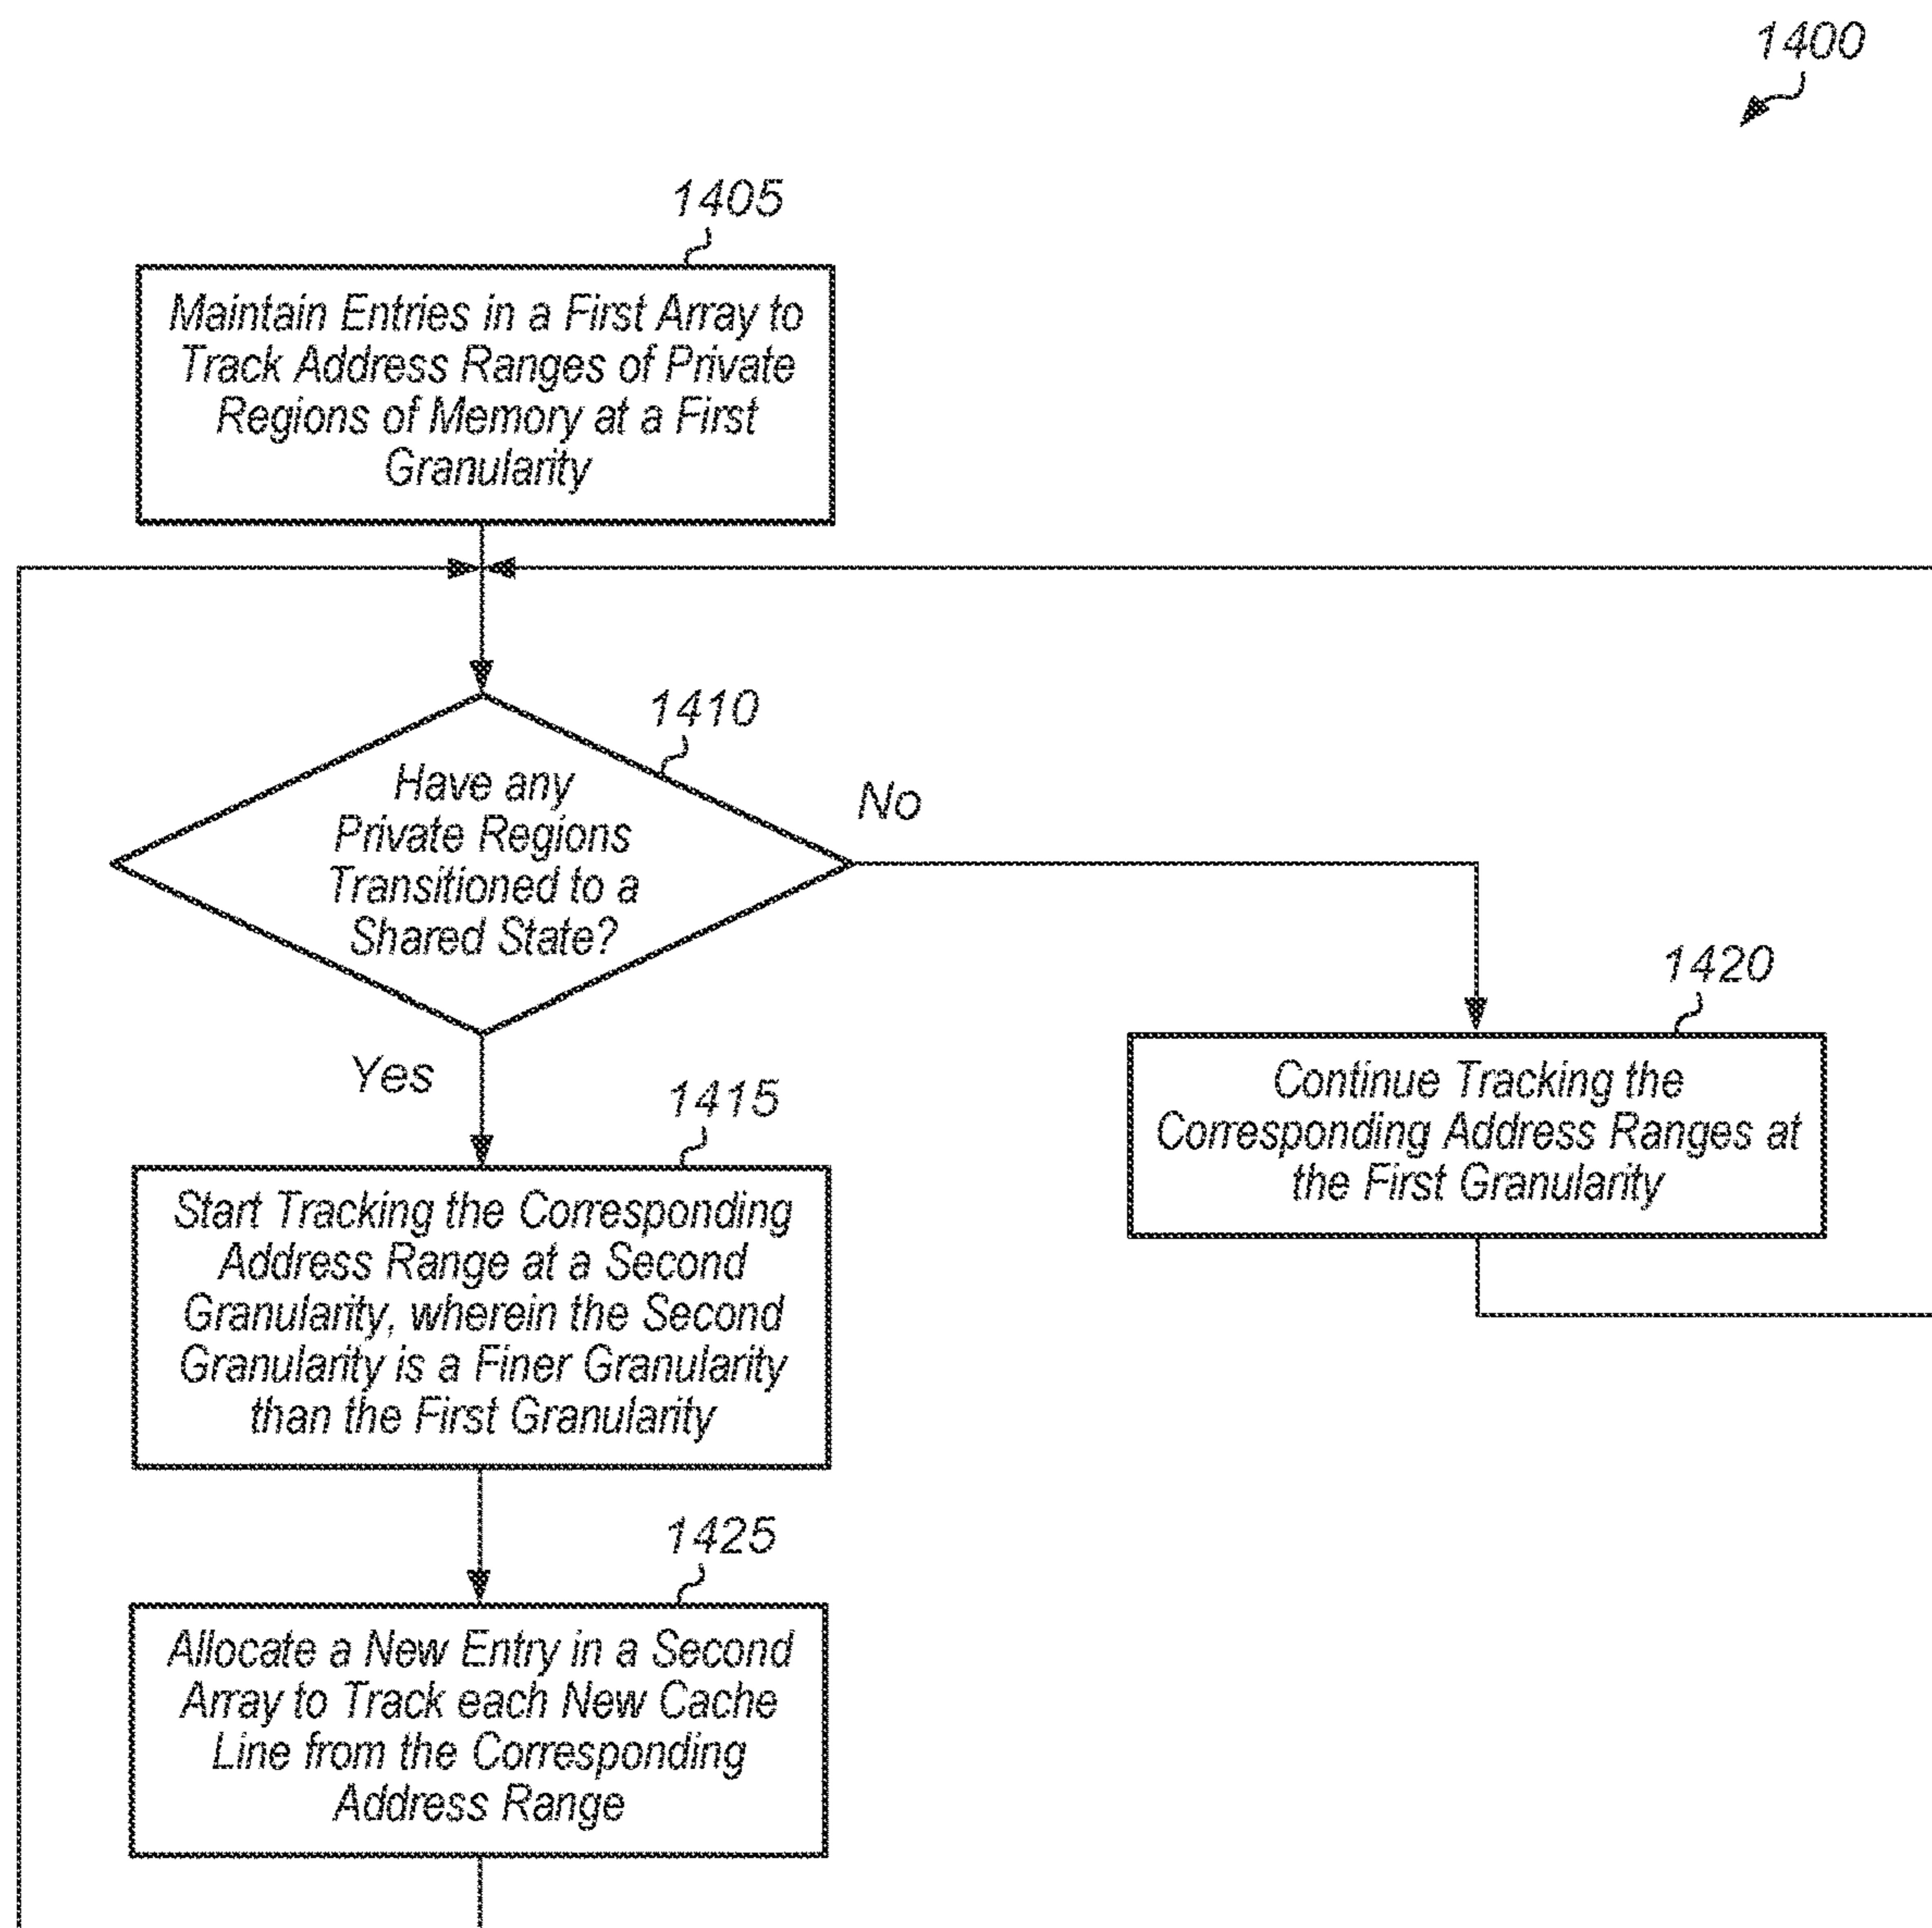 1400
1405
Maintain Entries in a First Array to
Track Address Ranges of Private
Regions of Memory at a First
Granularity
1410
Have any
Private Regions
Transitioned to a
Shared State?
No
Yes
1420
Continue Tracking the
Corresponding Address Ranges at
the First Granularity
1415
Start Tracking the Corresponding
Address Range at a Second
Granularity, wherein the Second
Granularity is a Finer Granularity
than the First Granularity
1425
Allocate a New Entry in a Second
Array to Track each New Cache
Line from the Corresponding
Address Range